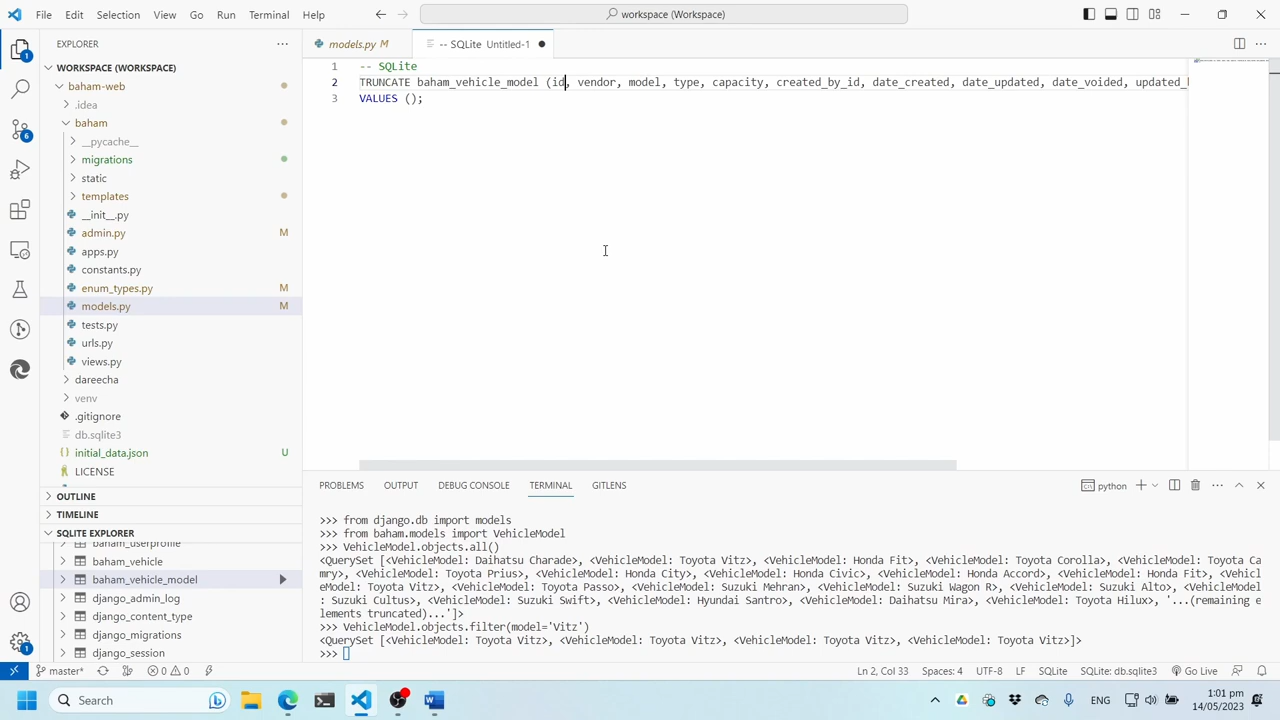 File Edit Selection View Go Run Terminal Help
workspace (Workspace)
EXPLORER
WORKSPACE (WORKSPACE)
baham-web
.idea
baham
__pycache__
migrations
static
templates
__init__.py
admin.py M
apps.py
constants.py
enum_types.py M
models.py M
tests.py
urls.py
views.py
dareecha
venv
.gitignore
db.sqlite3
initial_data.json U
LICENSE
OUTLINE
TIMELINE
SQLITE EXPLORER
baham_userprofile
baham_vehicle
baham_vehicle_model
django_admin_log
django_content_type
django_migrations
django_session
models.py M
-- SQLite Untitled-1
1 -- SQLite
2 TRUNCATE baham_vehicle_model (id, vendor, model, type, capacity, created_by_id, date_created, date_updated, date_voided, updated_
3 VALUES ();
PROBLEMS OUTPUT DEBUG CONSOLE TERMINAL GITLENS
python
>>> from django.db import models
>>> from baham.models import VehicleModel
>>> VehicleModel.objects.all()
<QuerySet [<VehicleModel: Daihatsu Charade>, <VehicleModel: Toyota Vitz>, <VehicleModel: Honda Fit>, <VehicleModel: Toyota Corolla>, <VehicleModel: Toyota Ca
mry>, <VehicleModel: Toyota Prius>, <VehicleModel: Honda City>, <VehicleModel: Honda Civic>, <VehicleModel: Honda Accord>, <VehicleModel: Honda Fit>, <Vehicl
eModel: Toyota Vitz>, <VehicleModel: Toyota Passo>, <VehicleModel: Suzuki Mehran>, <VehicleModel: Suzuki Wagon R>, <VehicleModel: Suzuki Alto>, <VehicleModel
: Suzuki Cultus>, <VehicleModel: Suzuki Swift>, <VehicleModel: Hyundai Santro>, <VehicleModel: Daihatsu Mira>, <VehicleModel: Toyota Hilux>, '...(remaining e
lements truncated)...']>
>>> VehicleModel.objects.filter(model='Vitz')
<QuerySet [<VehicleModel: Toyota Vitz>, <VehicleModel: Toyota Vitz>, <VehicleModel: Toyota Vitz>, <VehicleModel: Toyota Vitz>]>
>>>
master* 0 0 Ln 2, Col 33 Spaces: 4 UTF-8 LF SQLite SQLite: db.sqlite3 Go Live
Search ENG 1:01 pm
14/05/2023